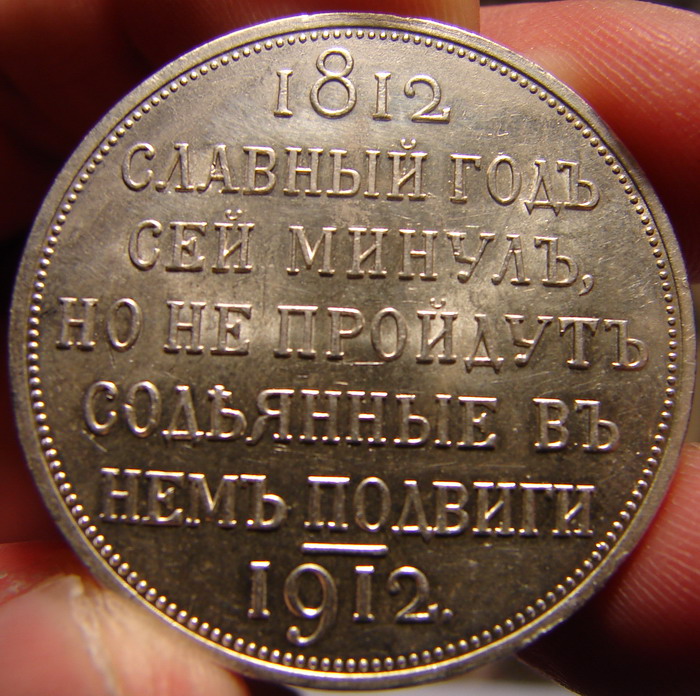 1812
СЛАВНЫЙ ГОДЪ
СЕЙ МИНУЛЪ,
НО НЕ ПРОЙДУТЪ
СОДѢЯННЫЕ ВЪ
НЕМЪ ПОДВИГИ
1912.